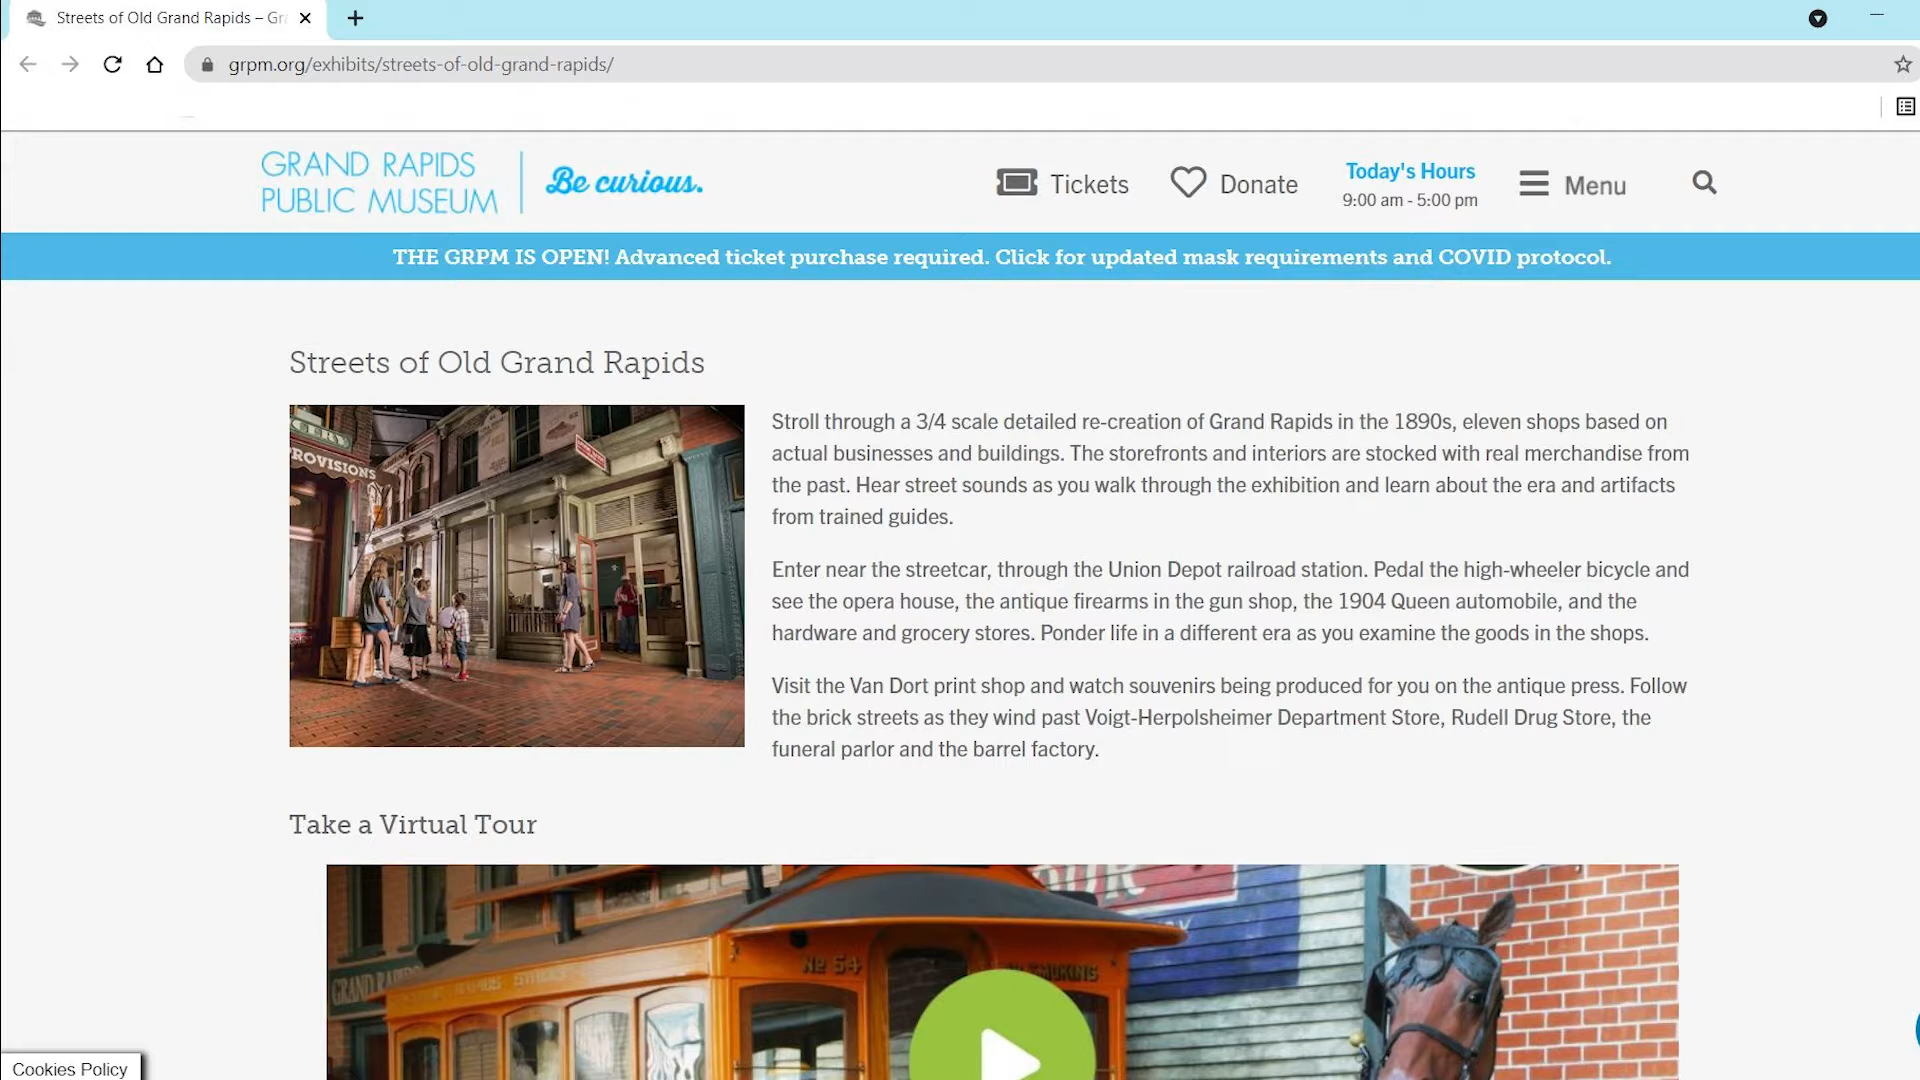 Streets of Old Grand Rapids – Gr
grpm.org/exhibits/streets-of-old-grand-rapids/
GRAND RAPIDS
PUBLIC MUSEUM
Be curious.
Tickets
Donate
Today's Hours
9:00 am - 5:00 pm
Menu
THE GRPM IS OPEN! Advanced ticket purchase required. Click for updated mask requirements and COVID protocol.
Streets of Old Grand Rapids
PROVISIONS
Stroll through a 3/4 scale detailed re-creation of Grand Rapids in the 1890s, eleven shops based on
actual businesses and buildings. The storefronts and interiors are stocked with real merchandise from
the past. Hear street sounds as you walk through the exhibition and learn about the era and artifacts
from trained guides.
Enter near the streetcar, through the Union Depot railroad station. Pedal the high-wheeler bicycle and
see the opera house, the antique firearms in the gun shop, the 1904 Queen automobile, and the
hardware and grocery stores. Ponder life in a different era as you examine the goods in the shops.
Visit the Van Dort print shop and watch souvenirs being produced for you on the antique press. Follow
the brick streets as they wind past Voigt-Herpolsheimer Department Store, Rudell Drug Store, the
funeral parlor and the barrel factory.
Take a Virtual Tour
No 54
SMOKING
GRAND RA
Cookies Policy